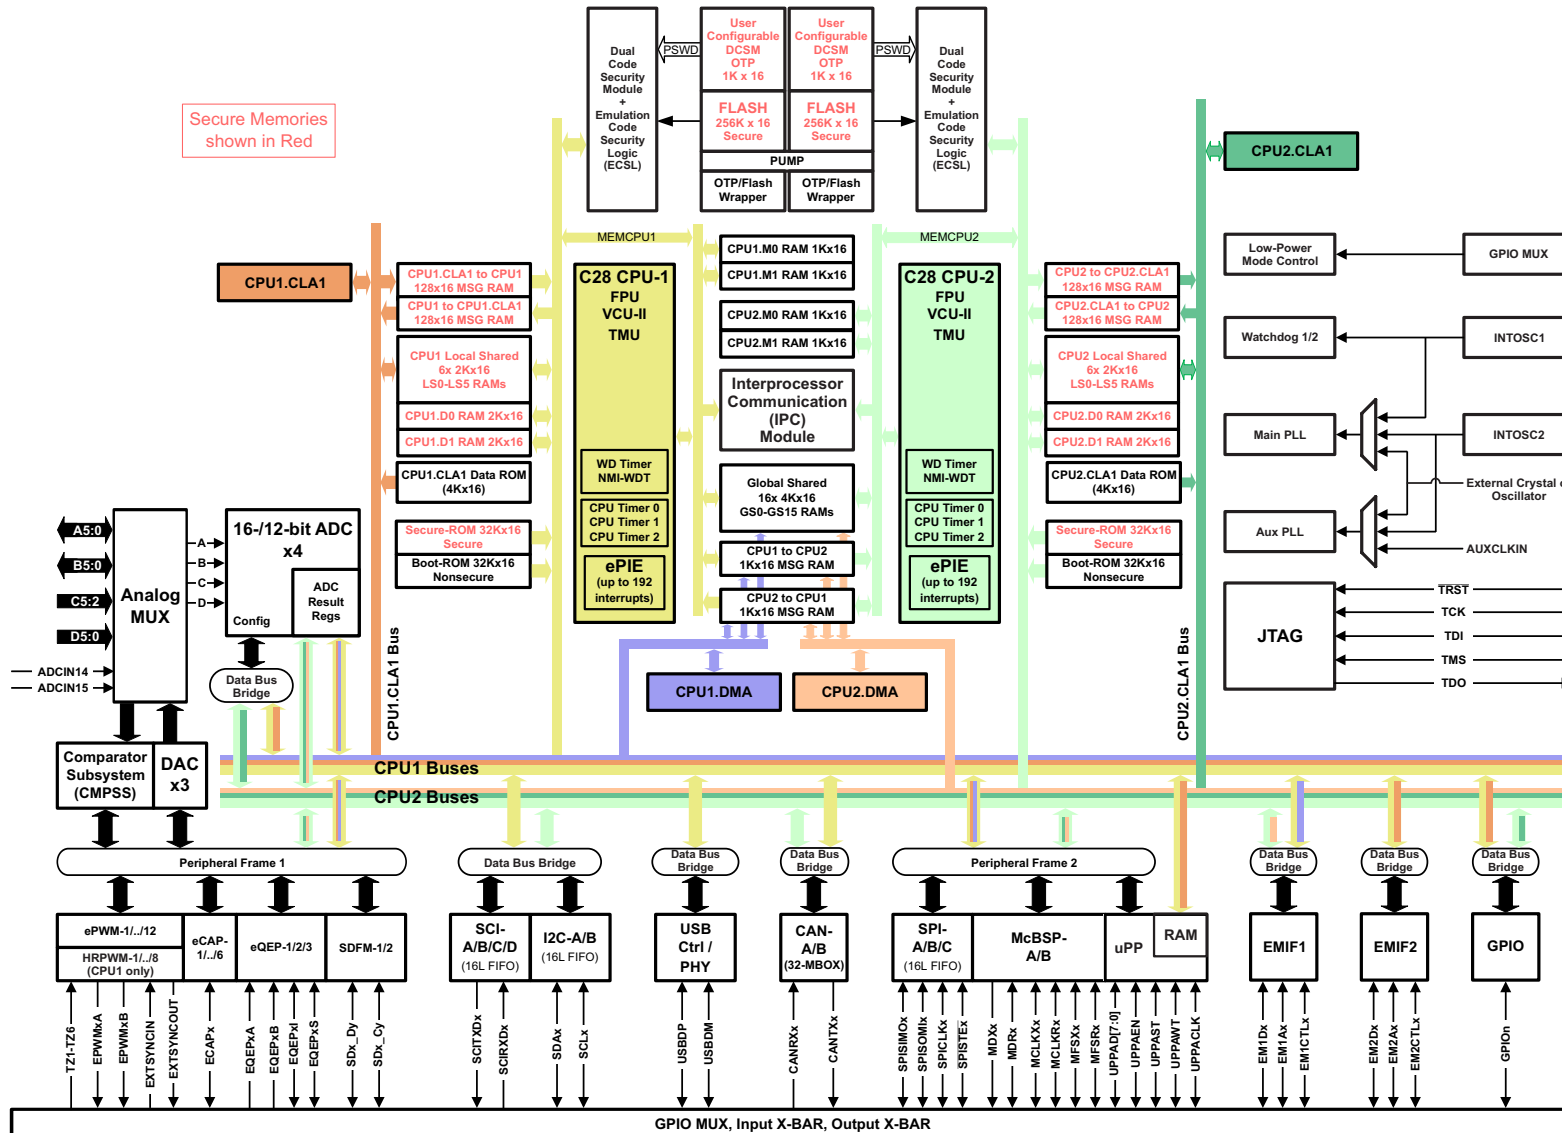 Secure Memories
shown in Red
Dual
Code
Security
Module
+
Emulation
Code
Security
Logic
(ECSL)
PSWD
User
Configurable
DCSM
OTP
1K x 16
FLASH
256K x 16
Secure
User
Configurable
DCSM
OTP
1K x 16
FLASH
256K x 16
Secure
PUMP
OTP/Flash
Wrapper
OTP/Flash
Wrapper
PSWD
Dual
Code
Security
Module
+
Emulation
Code
Security
Logic
(ECSL)
CPU2.CLA1
MEMCPU1
MEMCPU2
CPU1.CLA1
CPU1.CLA1 to CPU1
128x16 MSG RAM
CPU1 to CPU1.CLA1
128x16 MSG RAM
CPU1 Local Shared
6x 2Kx16
LS0-LS5 RAMs
CPU1.D0 RAM 2Kx16
CPU1.D1 RAM 2Kx16
CPU1.CLA1 Data ROM
(4Kx16)
Secure-ROM 32Kx16
Secure
Boot-ROM 32Kx16
Nonsecure
C28 CPU-1
FPU
VCU-II
TMU
WD Timer
NMI-WDT
CPU Timer 0
CPU Timer 1
CPU Timer 2
ePIE
(up to 192
interrupts)
CPU1.M0 RAM 1Kx16
CPU1.M1 RAM 1Kx16
CPU2.M0 RAM 1Kx16
CPU2.M1 RAM 1Kx16
Interprocessor
Communication
(IPC)
Module
Global Shared
16x 4Kx16
GS0-GS15 RAMs
CPU1 to CPU2
1Kx16 MSG RAM
CPU2 to CPU1
1Kx16 MSG RAM
C28 CPU-2
FPU
VCU-II
TMU
WD Timer
NMI-WDT
CPU Timer 0
CPU Timer 1
CPU Timer 2
ePIE
(up to 192
interrupts)
CPU2 to CPU2.CLA1
128x16 MSG RAM
CPU2.CLA1 to CPU2
128x16 MSG RAM
CPU2 Local Shared
6x 2Kx16
LS0-LS5 RAMs
CPU2.D0 RAM 2Kx16
CPU2.D1 RAM 2Kx16
CPU2.CLA1 Data ROM
(4Kx16)
Secure-ROM 32Kx16
Secure
Boot-ROM 32Kx16
Nonsecure
Low-Power
Mode Control
GPIO MUX
Watchdog 1/2
INTOSC1
Main PLL
INTOSC2
External Crystal o
Oscillator
Aux PLL
AUXCLKIN
JTAG
TRST
TCK
TDI
TMS
TDO
A5:0
B5:0
C5:2
D5:0
ADCIN14
ADCIN15
Analog
MUX
A
B
C
D
16-/12-bit ADC
x4
ADC
Result
Regs
Config
Data Bus
Bridge
CPU1.CLA1 Bus
CPU2.CLA1 Bus
CPU1.DMA
CPU2.DMA
Comparator
Subsystem
(CMPSS)
DAC
x3
CPU1 Buses
CPU2 Buses
Peripheral Frame 1
Data Bus Bridge
Data Bus
Bridge
Data Bus
Bridge
Peripheral Frame 2
Data Bus
Bridge
Data Bus
Bridge
Data Bus
Bridge
ePWM-1/../12
HRPWM-1/../8
(CPU1 only)
eCAP-
1/../6
eQEP-1/2/3
SDFM-1/2
SCI-
A/B/C/D
(16L FIFO)
I2C-A/B
(16L FIFO)
USB
Ctrl /
PHY
CAN-
A/B
(32-MBOX)
SPI-
A/B/C
(16L FIFO)
McBSP-
A/B
uPP
RAM
EMIF1
EMIF2
GPIO
TZ1-TZ6
EPWMxA
EPWMxB
EXTSYNCIN
EXTSYNCOUT
ECAPx
EQEPxA
EQEPxB
EQEPxI
EQEPxS
SDx_Dy
SDx_Cy
SCITXDx
SCIRXDx
SDAx
SCLx
USBDP
USBDM
CANRXx
CANTXx
SPISIMOx
SPISOMIx
SPICLKx
SPISTEx
MDXx
MDRx
MCLKXx
MCLKRx
MFSXx
MFSRx
UPPAD[7:0]
UPPAEN
UPPAST
UPPAWT
UPPACLK
EM1Dx
EM1Ax
EM1CTLx
EM2Dx
EM2Ax
EM2CTLx
GPIOn
GPIO MUX, Input X-BAR, Output X-BAR